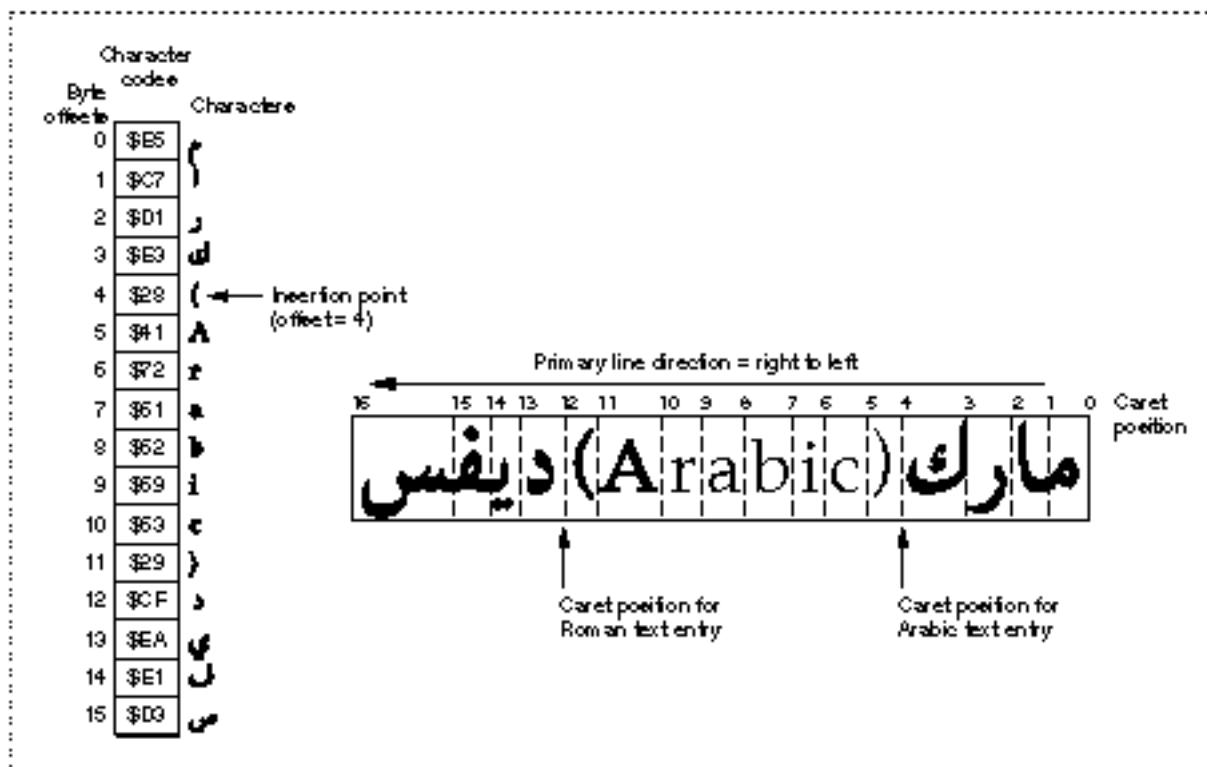 Character
codes
Byte
offsets
Characters
0 $E5 م
1 $C7 ا
2 $D1 ر
3 $E3 ك
4 $28 (
Insertion point
(offset = 4)
5 $41 A
6 $72 r
7 $61 a
8 $62 b
9 $69 i
10 $63 c
11 $29 )
12 $CF د
13 $EA ي
14 $E1 ف
15 $D3 س
Primary line direction = right to left
16 15 14 13 12 11 10 9 8 7 6 5 4 3 2 1 0
Caret
position
مارك(Arabic)ديفس
Caret position for
Roman text entry
Caret position for
Arabic text entry